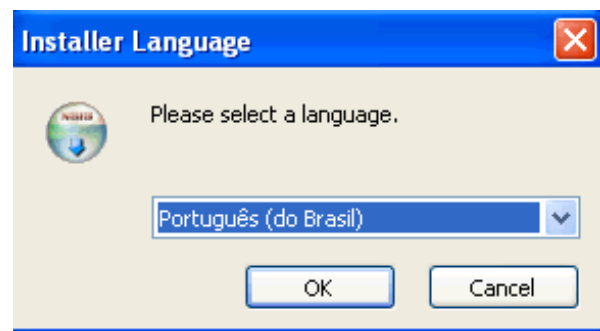 Installer Language
Please select a language.
Português (do Brasil)
OK
Cancel